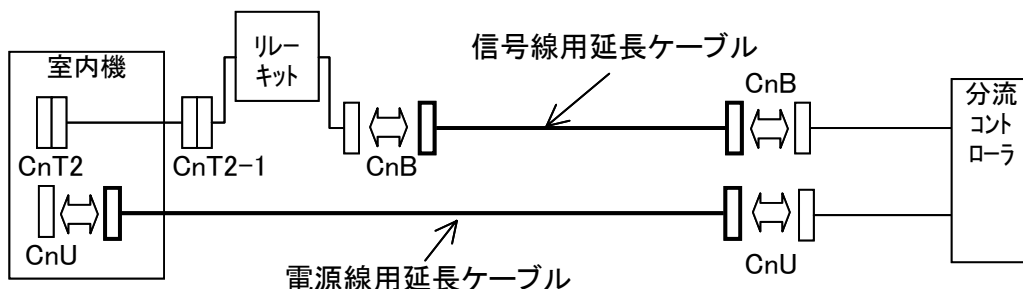 室内機
リレー
キット
信号線用延長ケーブル
CnB
分流
コント
ローラ
CnT2
CnT2-1
CnB
CnU
CnU
電源線用延長ケーブル